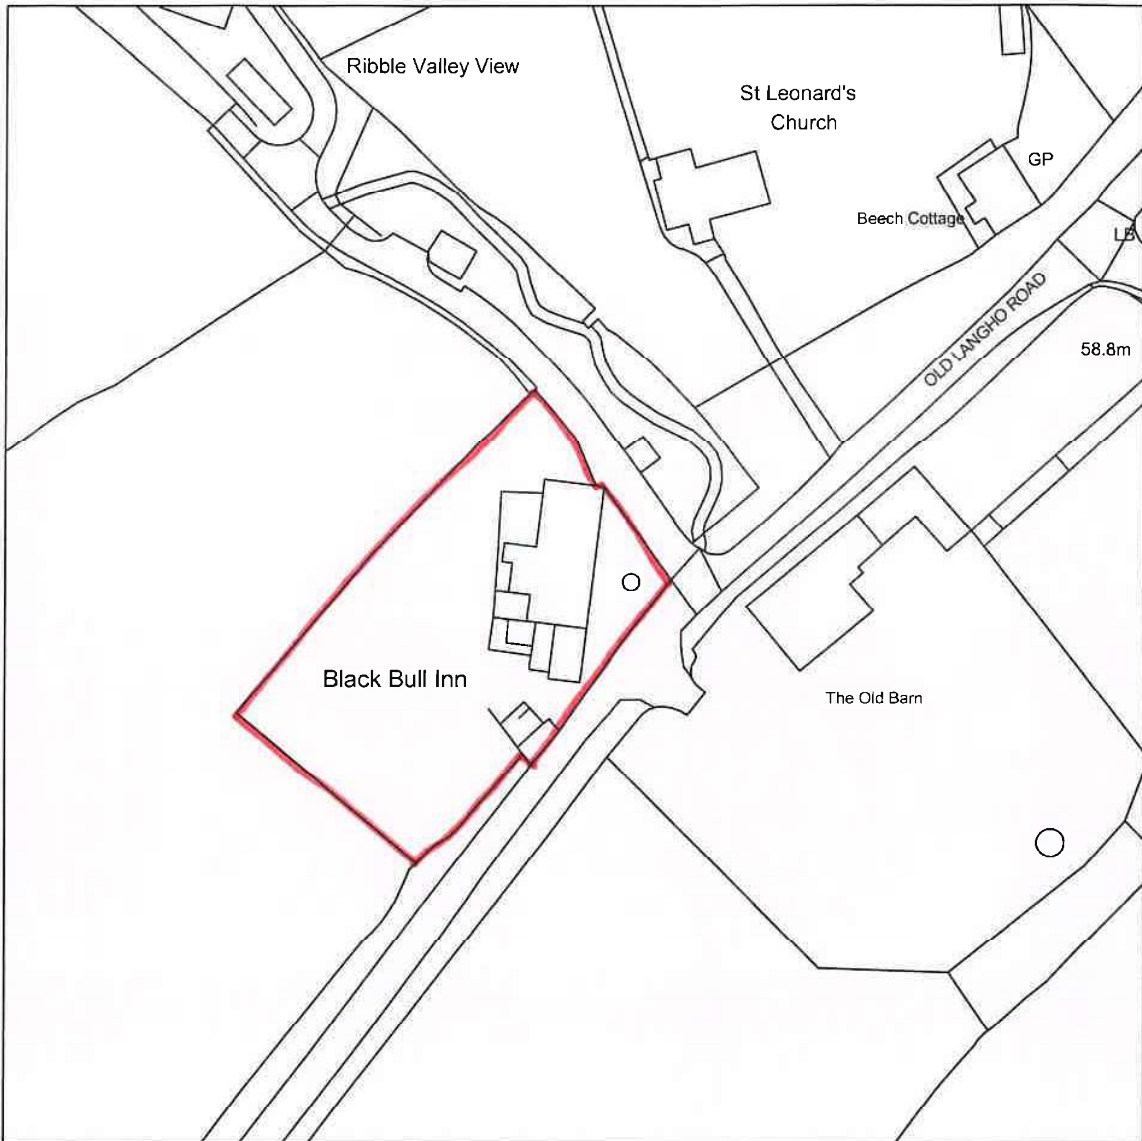 Ribble Valley View
St Leonard's
Church
GP
Beech Cottage
LB
OLD LANGHO ROAD
58.8m
Black Bull Inn
The Old Barn